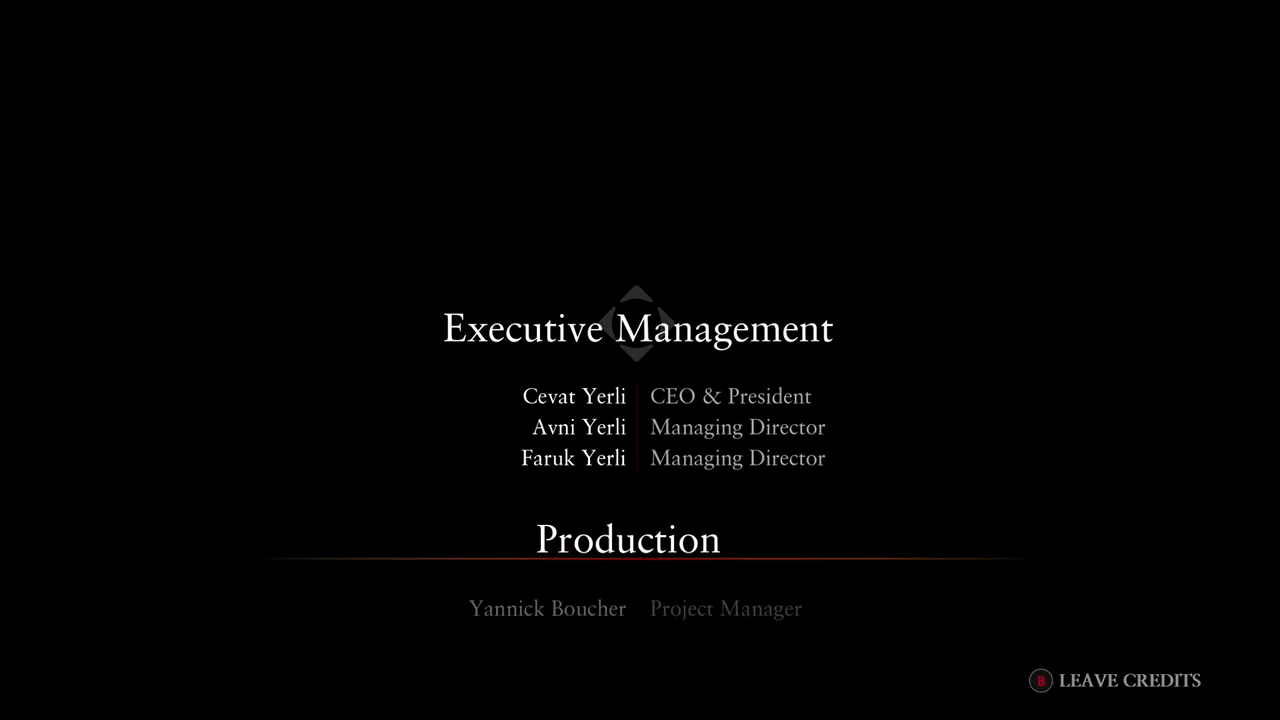 Executive Management
Cevat Yerli CEO & President
Avni Yerli Managing Director
Faruk Yerli Managing Director
Production
Yannick Boucher Project Manager
B LEAVE CREDITS